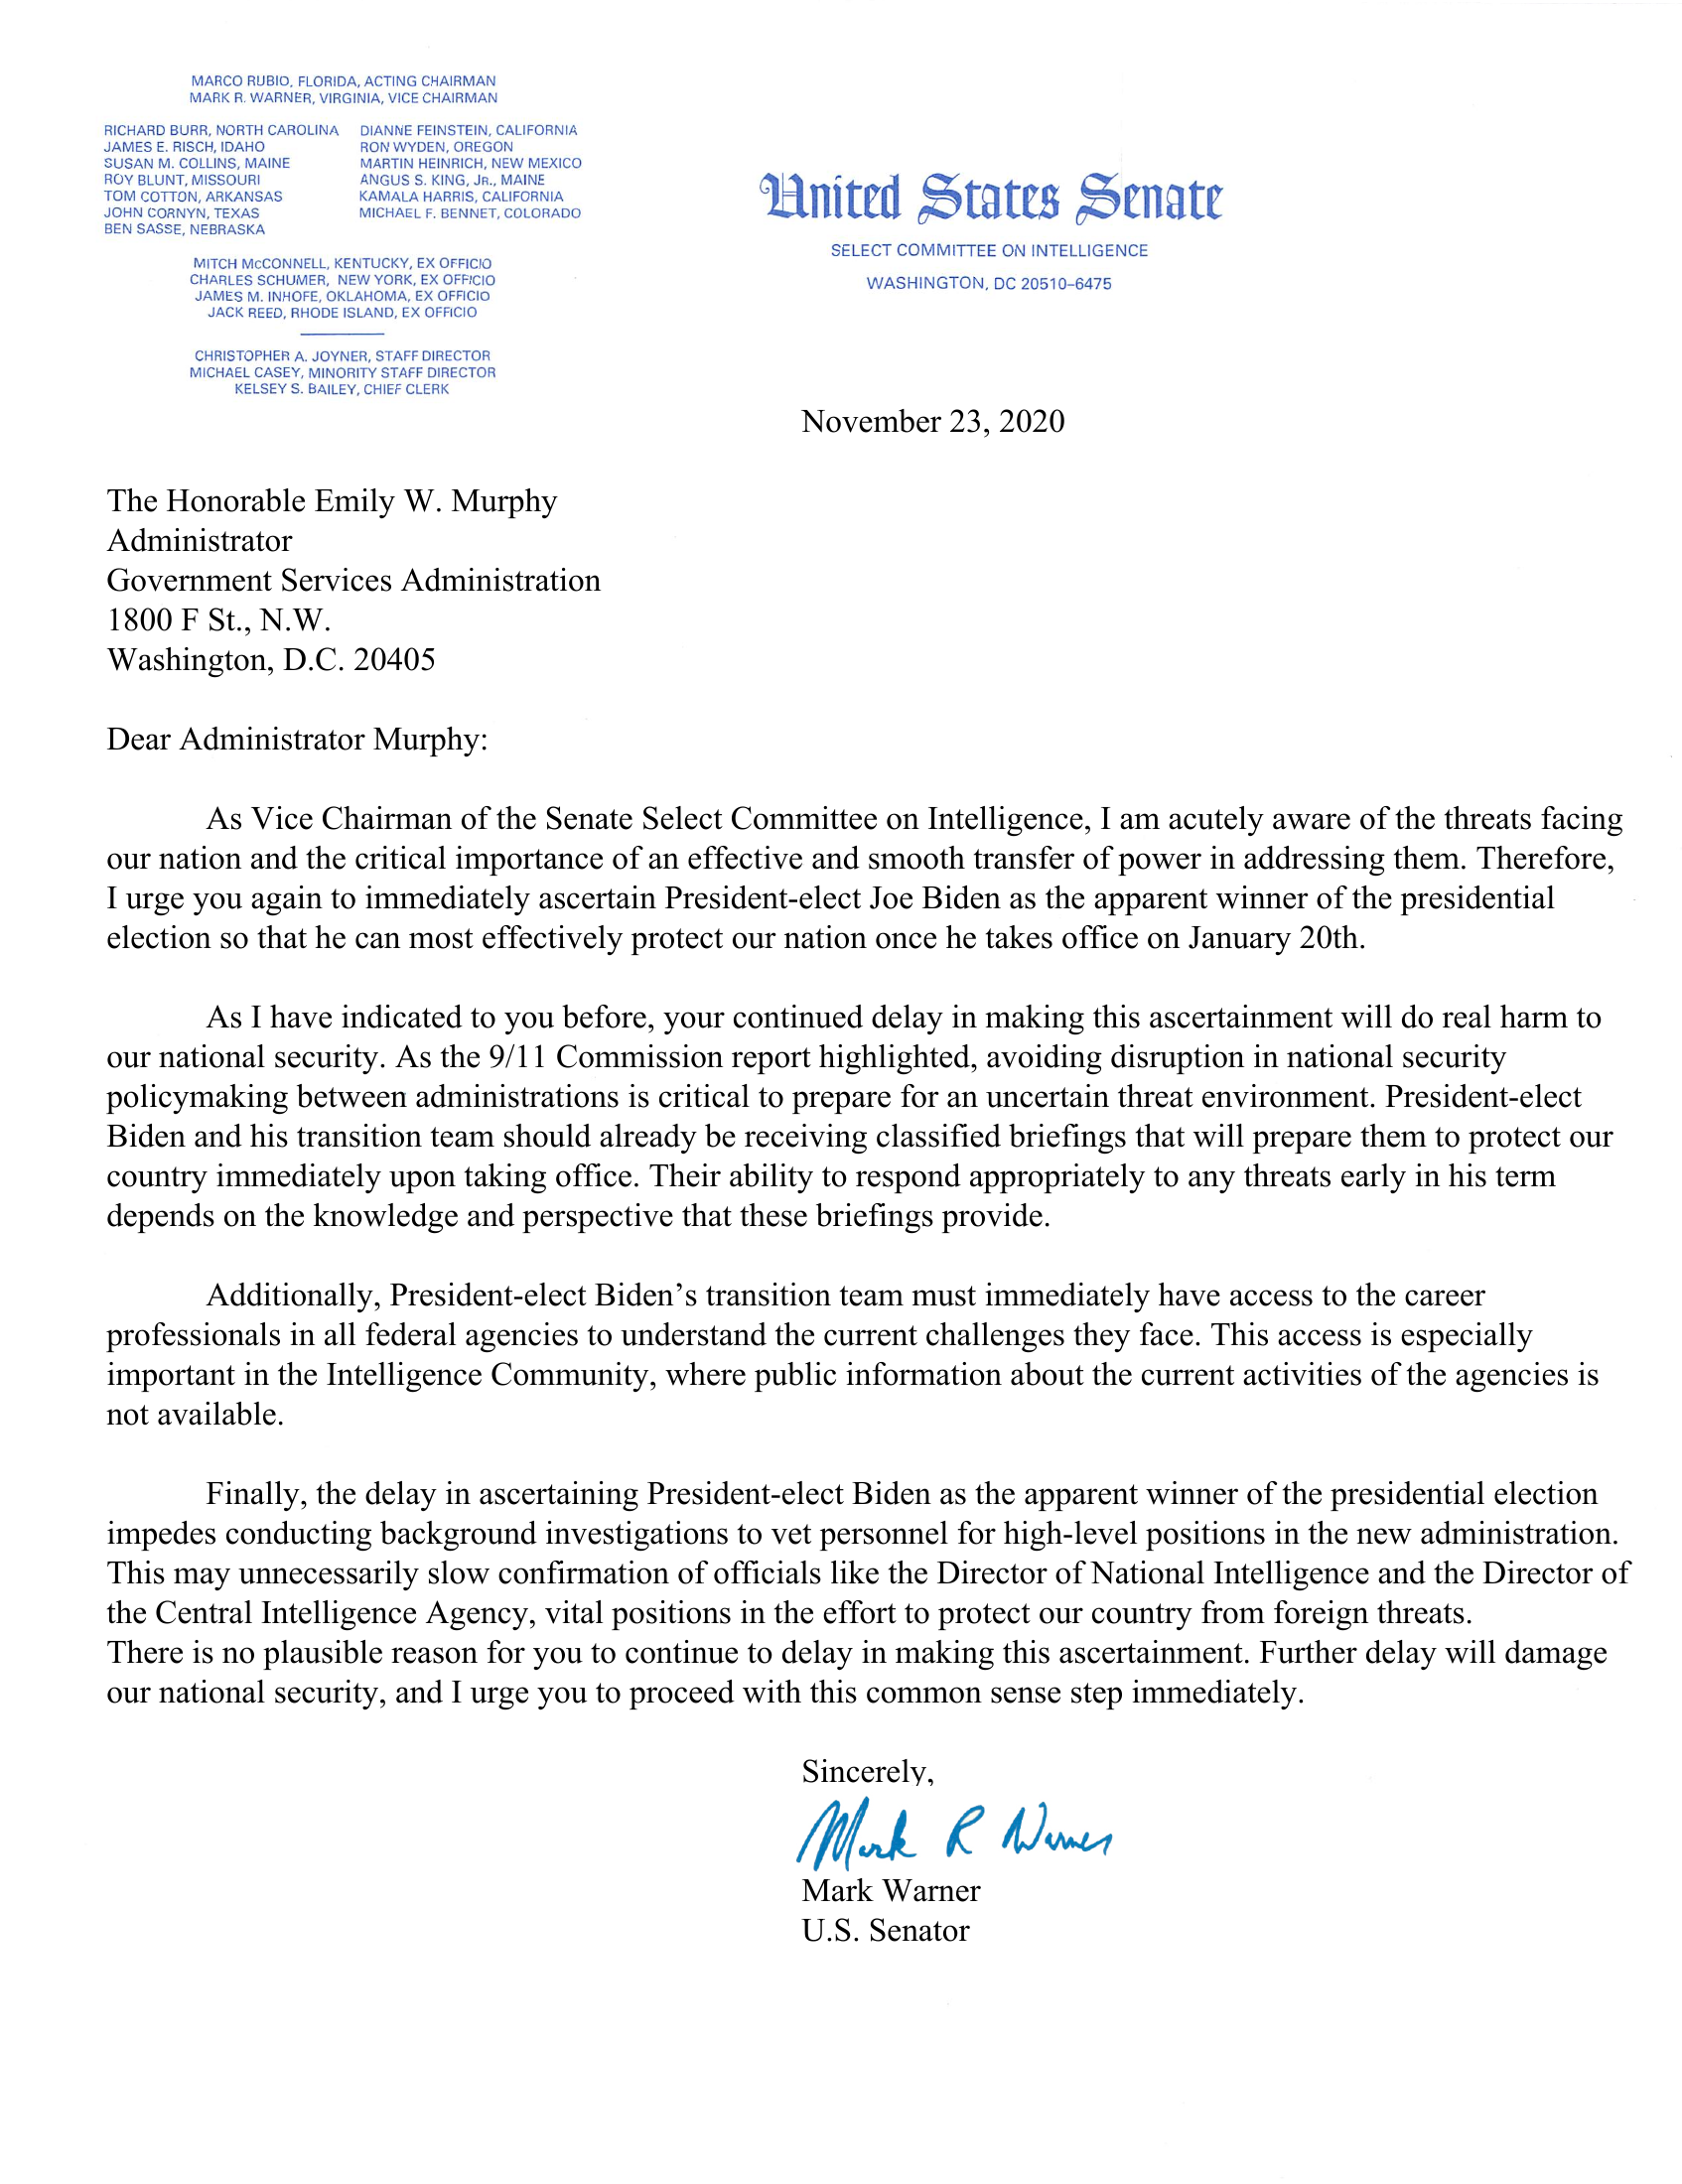 MARCO RUBIO, FLORIDA, ACTING CHAIRMAN
MARK R. WARNER, VIRGINIA, VICE CHAIRMAN
RICHARD BURR, NORTH CAROLINA
JAMES E. RISCH, IDAHO
SUSAN M. COLLINS, MAINE
ROY BLUNT, MISSOURI
TOM COTTON, ARKANSAS
JOHN CORNYN, TEXAS
BEN SASSE, NEBRASKA
DIANNE FEINSTEIN, CALIFORNIA
RON WYDEN, OREGON
MARTIN HEINRICH, NEW MEXICO
ANGUS S. KING, JR., MAINE
KAMALA HARRIS, CALIFORNIA
MICHAEL F. BENNET, COLORADO
MITCH McCONNELL, KENTUCKY, EX OFFICIO
CHARLES SCHUMER, NEW YORK, EX OFFICIO
JAMES M. INHOFE, OKLAHOMA, EX OFFICIO
JACK REED, RHODE ISLAND, EX OFFICIO
CHRISTOPHER A. JOYNER, STAFF DIRECTOR
MICHAEL CASEY, MINORITY STAFF DIRECTOR
KELSEY S. BAILEY, CHIEF CLERK
United States Senate
SELECT COMMITTEE ON INTELLIGENCE
WASHINGTON, DC 20510–6475
November 23, 2020
The Honorable Emily W. Murphy
Administrator
Government Services Administration
1800 F St., N.W.
Washington, D.C. 20405
Dear Administrator Murphy:
As Vice Chairman of the Senate Select Committee on Intelligence, I am acutely aware of the threats facing
our nation and the critical importance of an effective and smooth transfer of power in addressing them. Therefore,
I urge you again to immediately ascertain President-elect Joe Biden as the apparent winner of the presidential
election so that he can most effectively protect our nation once he takes office on January 20th.
As I have indicated to you before, your continued delay in making this ascertainment will do real harm to
our national security. As the 9/11 Commission report highlighted, avoiding disruption in national security
policymaking between administrations is critical to prepare for an uncertain threat environment. President-elect
Biden and his transition team should already be receiving classified briefings that will prepare them to protect our
country immediately upon taking office. Their ability to respond appropriately to any threats early in his term
depends on the knowledge and perspective that these briefings provide.
Additionally, President-elect Biden’s transition team must immediately have access to the career
professionals in all federal agencies to understand the current challenges they face. This access is especially
important in the Intelligence Community, where public information about the current activities of the agencies is
not available.
Finally, the delay in ascertaining President-elect Biden as the apparent winner of the presidential election
impedes conducting background investigations to vet personnel for high-level positions in the new administration.
This may unnecessarily slow confirmation of officials like the Director of National Intelligence and the Director of
the Central Intelligence Agency, vital positions in the effort to protect our country from foreign threats.
There is no plausible reason for you to continue to delay in making this ascertainment. Further delay will damage
our national security, and I urge you to proceed with this common sense step immediately.
Sincerely,
Mark R Warner
Mark Warner
U.S. Senator